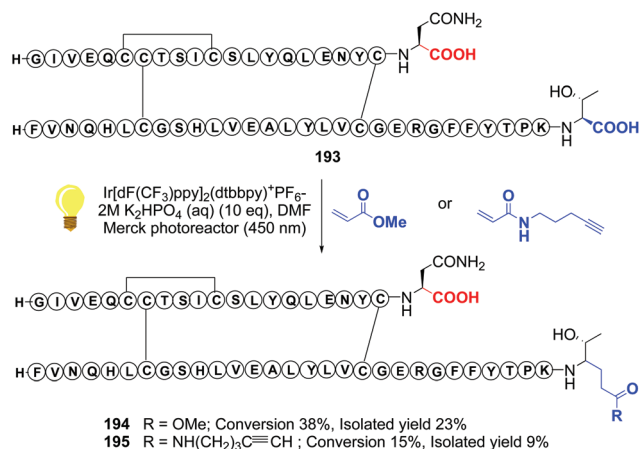 CONH2
H-GIVEQCCTSICSLYQLENYC-N COOH
H
HO
H-FVNQHLCGSHLVEALYLVCGERGFFYTPK-N COOH
H
193
Ir[dF(CF3)ppy]2(dtbbpy)+PF6-
2M K2HPO4 (aq) (10 eq), DMF
Merck photoreactor (450 nm)
O
OMe
or
O
N
H
CONH2
H-GIVEQCCTSICSLYQLENYC-N COOH
H
HO
H-FVNQHLCGSHLVEALYLVCGERGFFYTPK-N
H
O
R
194 R = OMe; Conversion 38%, Isolated yield 23%
195 R = NH(CH2)3C≡CH ; Conversion 15%, Isolated yield 9%